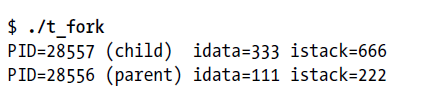 $ ./t_fork
PID=28557 (child)  idata=333 istack=666
PID=28556 (parent) idata=111 istack=222